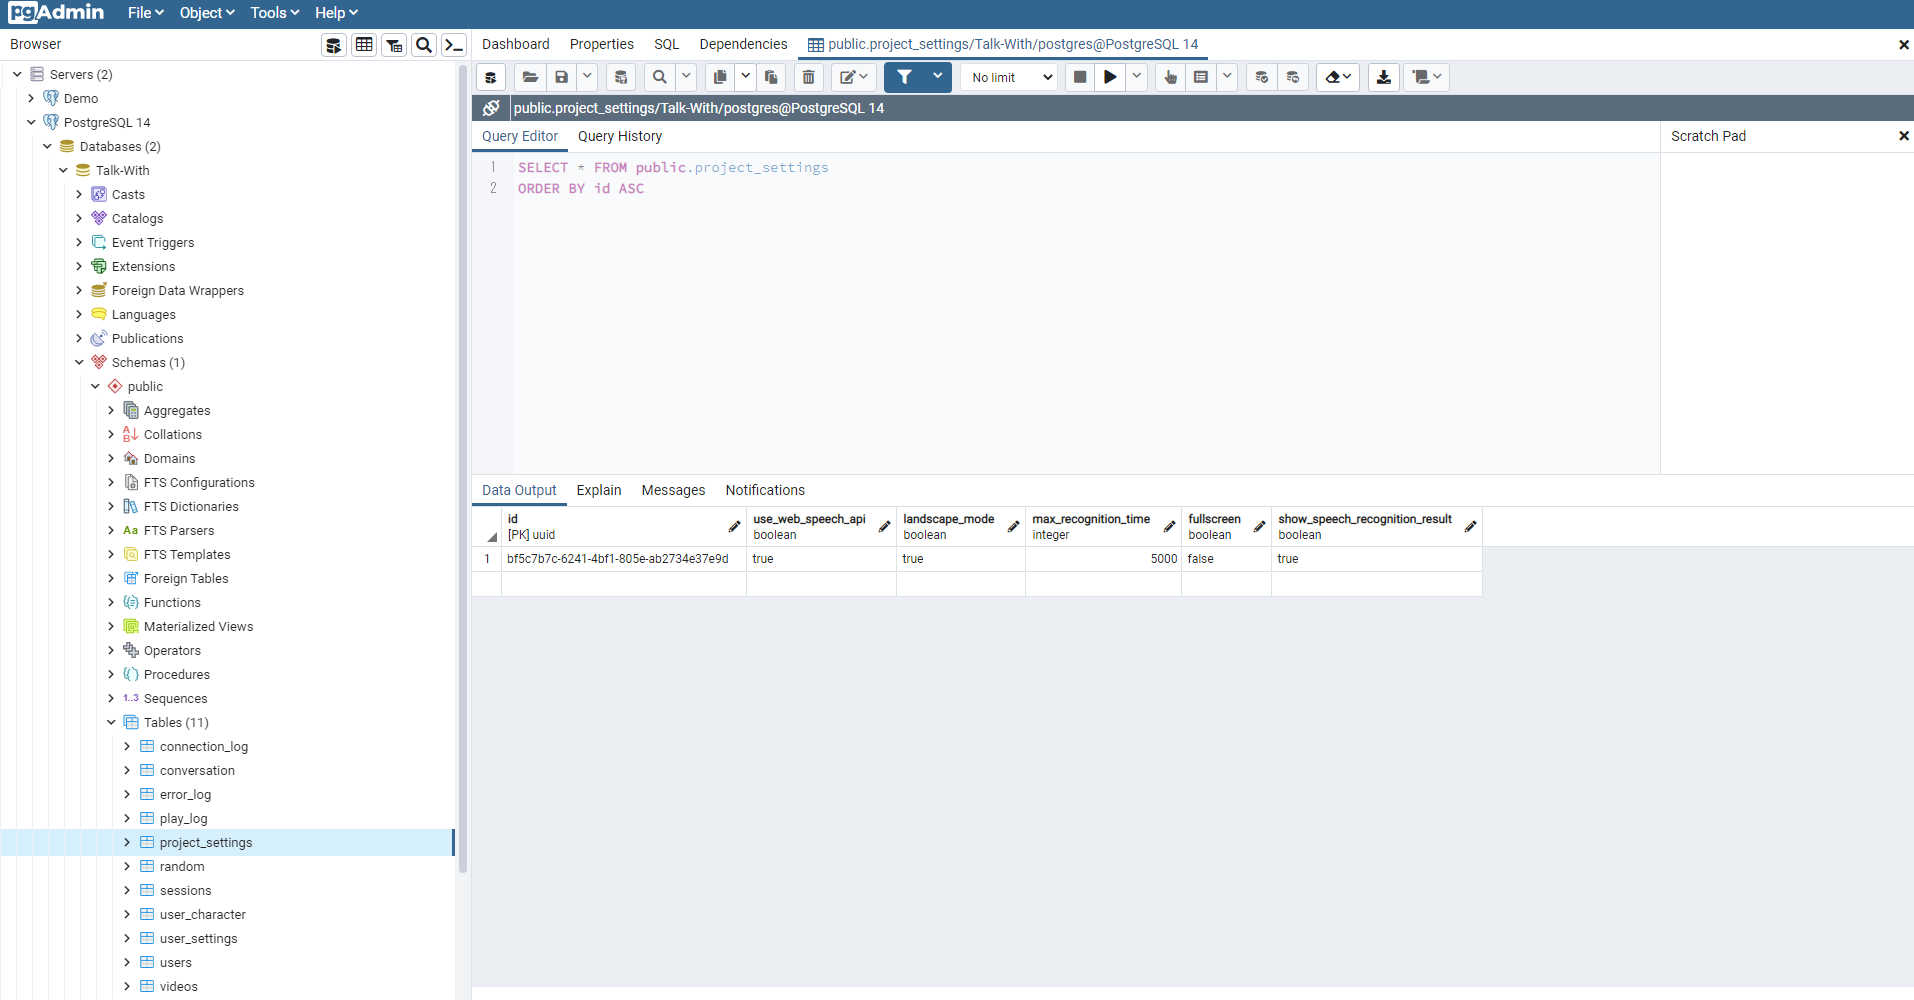 pgAdmin File Object Tools Help
Browser
Dashboard Properties SQL Dependencies public.project_settings/Talk-With/postgres@PostgreSQL 14
Servers (2)
Demo
PostgreSQL 14
Databases (2)
Talk-With
Casts
Catalogs
Event Triggers
Extensions
Foreign Data Wrappers
Languages
Publications
Schemas (1)
public
Aggregates
Collations
Domains
FTS Configurations
FTS Dictionaries
Aa FTS Parsers
FTS Templates
Foreign Tables
Functions
Materialized Views
Operators
Procedures
1..3 Sequences
Tables (11)
connection_log
conversation
error_log
play_log
project_settings
random
sessions
user_character
user_settings
users
videos
No limit
public.project_settings/Talk-With/postgres@PostgreSQL 14
Query Editor Query History
Scratch Pad
1 SELECT * FROM public.project_settings
2 ORDER BY id ASC
Data Output Explain Messages Notifications
id use_web_speech_api landscape_mode max_recognition_time fullscreen show_speech_recognition_result
[PK] uuid boolean boolean integer boolean boolean
1 bf5c7b7c-6241-4bf1-805e-ab2734e37e9d true true 5000 false true